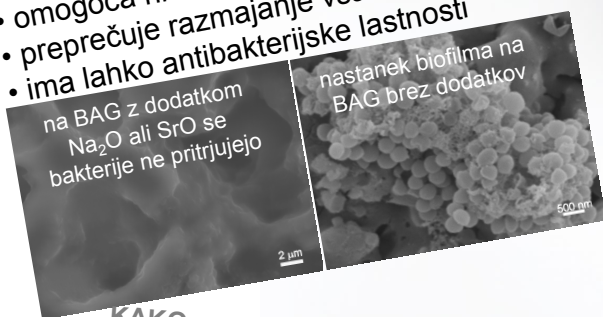 • omogoča
• preprečuje razmajanje
• ima lahko antibakterijske lastnosti
na BAG z dodatkom
Na₂O ali SrO se
bakterije ne pritrjujejo
2 µm
nastanek biofilma na
BAG brez dodatkov
500 nm
KAKO